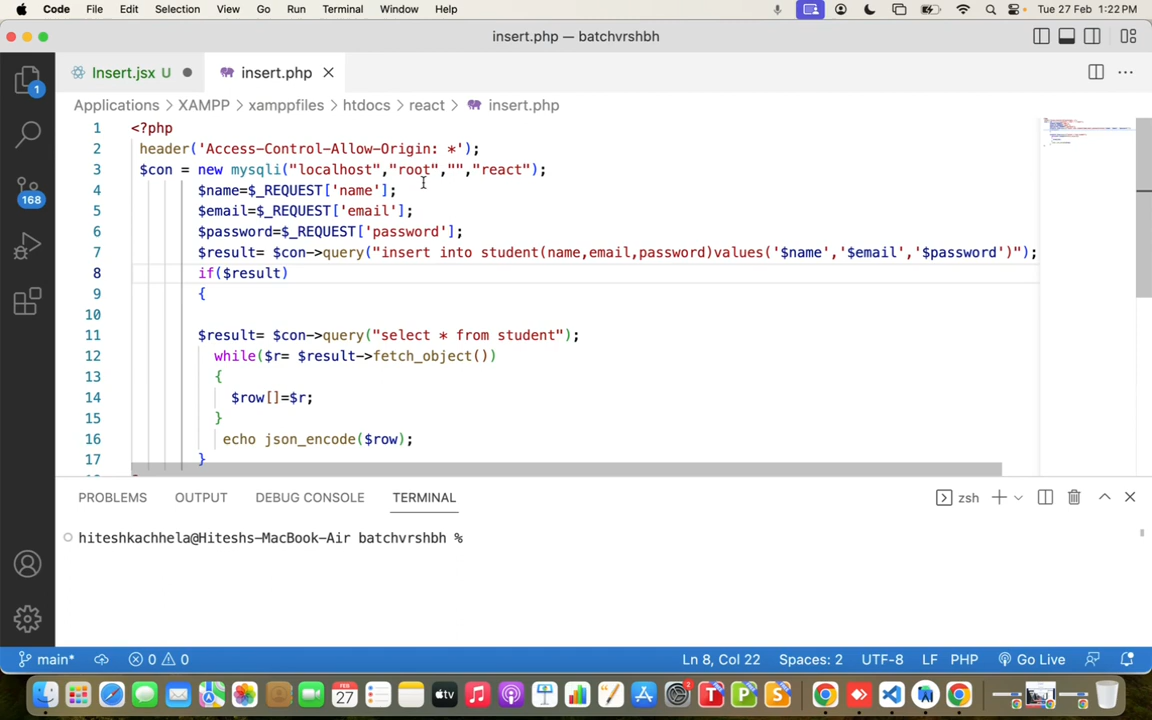 Code File Edit Selection View Go Run Terminal Window Help Tue 27 Feb 1:22 PM
insert.php — batchvrshbh
Insert.jsx U insert.php
Applications > XAMPP > xamppfiles > htdocs > react > insert.php
1 <?php
2 header('Access-Control-Allow-Origin: *');
3 $con = new mysqli("localhost","root","","react");
4 $name=$_REQUEST['name'];
5 $email=$_REQUEST['email'];
6 $password=$_REQUEST['password'];
7 $result= $con->query("insert into student(name,email,password)values('$name','$email','$password')");
8 if($result)
9 {
10
11 $result= $con->query("select * from student");
12 while($r= $result->fetch_object())
13 {
14 $row[]=$r;
15 }
16 echo json_encode($row);
17 }
1
168
PROBLEMS OUTPUT DEBUG CONSOLE TERMINAL zsh
hiteshkachhela@Hiteshs-MacBook-Air batchvrshbh %
main* 0 0 Ln 8, Col 22 Spaces: 2 UTF-8 LF PHP Go Live
FEB 27 tv 2 T P S